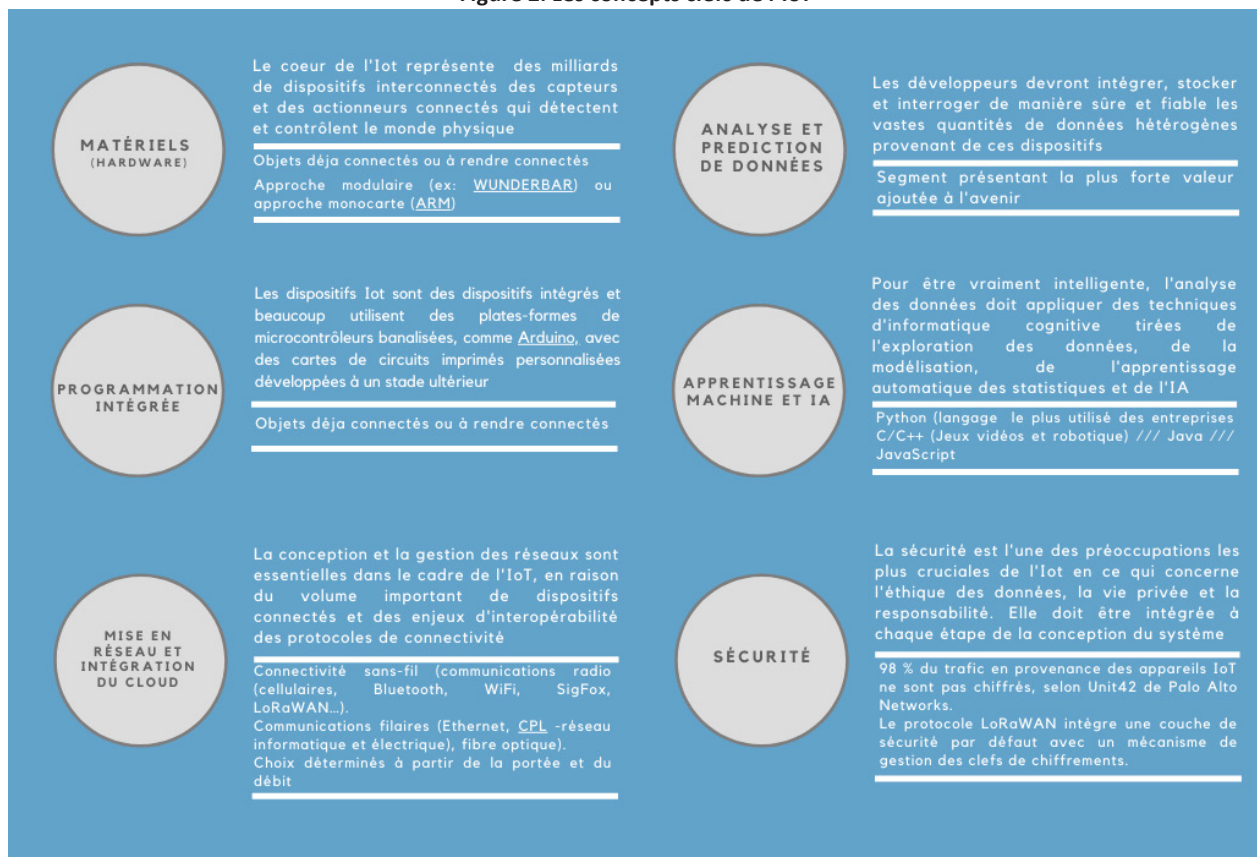 MATÉRIELS
(HARDWARE)
Le coeur de l'Iot représente des milliards
de dispositifs interconnectés des capteurs
et des actionneurs connectés qui détectent
et contrôlent le monde physique
Objets déja connectés ou à rendre connectés
Approche modulaire (ex: WUNDERBAR) ou
approche monocarte (ARM)
ANALYSE ET
PREDICTION
DE DONNÉES
Les développeurs devront intégrer, stocker
et interroger de manière sûre et fiable les
vastes quantités de données hétérogènes
provenant de ces dispositifs
Segment présentant la plus forte valeur
ajoutée à l'avenir
PROGRAMMATION
INTÉGRÉE
Les dispositifs Iot sont des dispositifs intégrés et
beaucoup utilisent des plates-formes de
microcontrôleurs banalisées, comme Arduino, avec
des cartes de circuits imprimés personnalisées
développées à un stade ultérieur
Objets déja connectés ou à rendre connectés
APPRENTISSAGE
MACHINE ET IA
Pour être vraiment intelligente, l'analyse
des données doit appliquer des techniques
d'informatique cognitive tirées de
l'exploration des données, de la
modélisation, de l'apprentissage
automatique des statistiques et de l'IA
Python (langage le plus utilisé des entreprises
C/C++ (Jeux vidéos et robotique) /// Java ///
JavaScript
MISE EN
RÉSEAU ET
INTÉGRATION
DU CLOUD
La conception et la gestion des réseaux sont
essentielles dans le cadre de l'IoT, en raison
du volume important de dispositifs
connectés et des enjeux d'interopérabilité
des protocoles de connectivité
Connectivité sans-fil (communications radio
(cellulaires, Bluetooth, WiFi, SigFox,
LoRaWAN...).
Communications filaires (Ethernet, CPL -réseau
informatique et électrique), fibre optique).
Choix déterminés à partir de la portée et du
débit
SÉCURITÉ
La sécurité est l'une des préoccupations les
plus cruciales de l'Iot en ce qui concerne
l'éthique des données, la vie privée et la
responsabilité. Elle doit être intégrée à
chaque étape de la conception du système
98 % du trafic en provenance des appareils IoT
ne sont pas chiffrés, selon Unit42 de Palo Alto
Networks.
Le protocole LoRaWAN intègre une couche de
sécurité par défaut avec un mécanisme de
gestion des clefs de chiffrements.